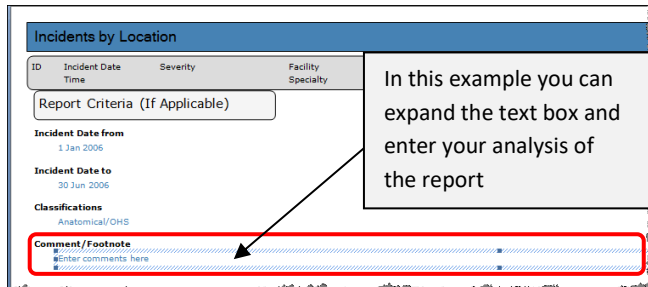 Incidents by Location
ID Incident Date Severity Facility
Time Specialty
Report Criteria (If Applicable)
Incident Date from
1 Jan 2006
Incident Date to
30 Jun 2006
Classifications
Anatomical/OHS
Comment/Footnote
Enter comments here
In this example you can
expand the text box and
enter your analysis of
the report